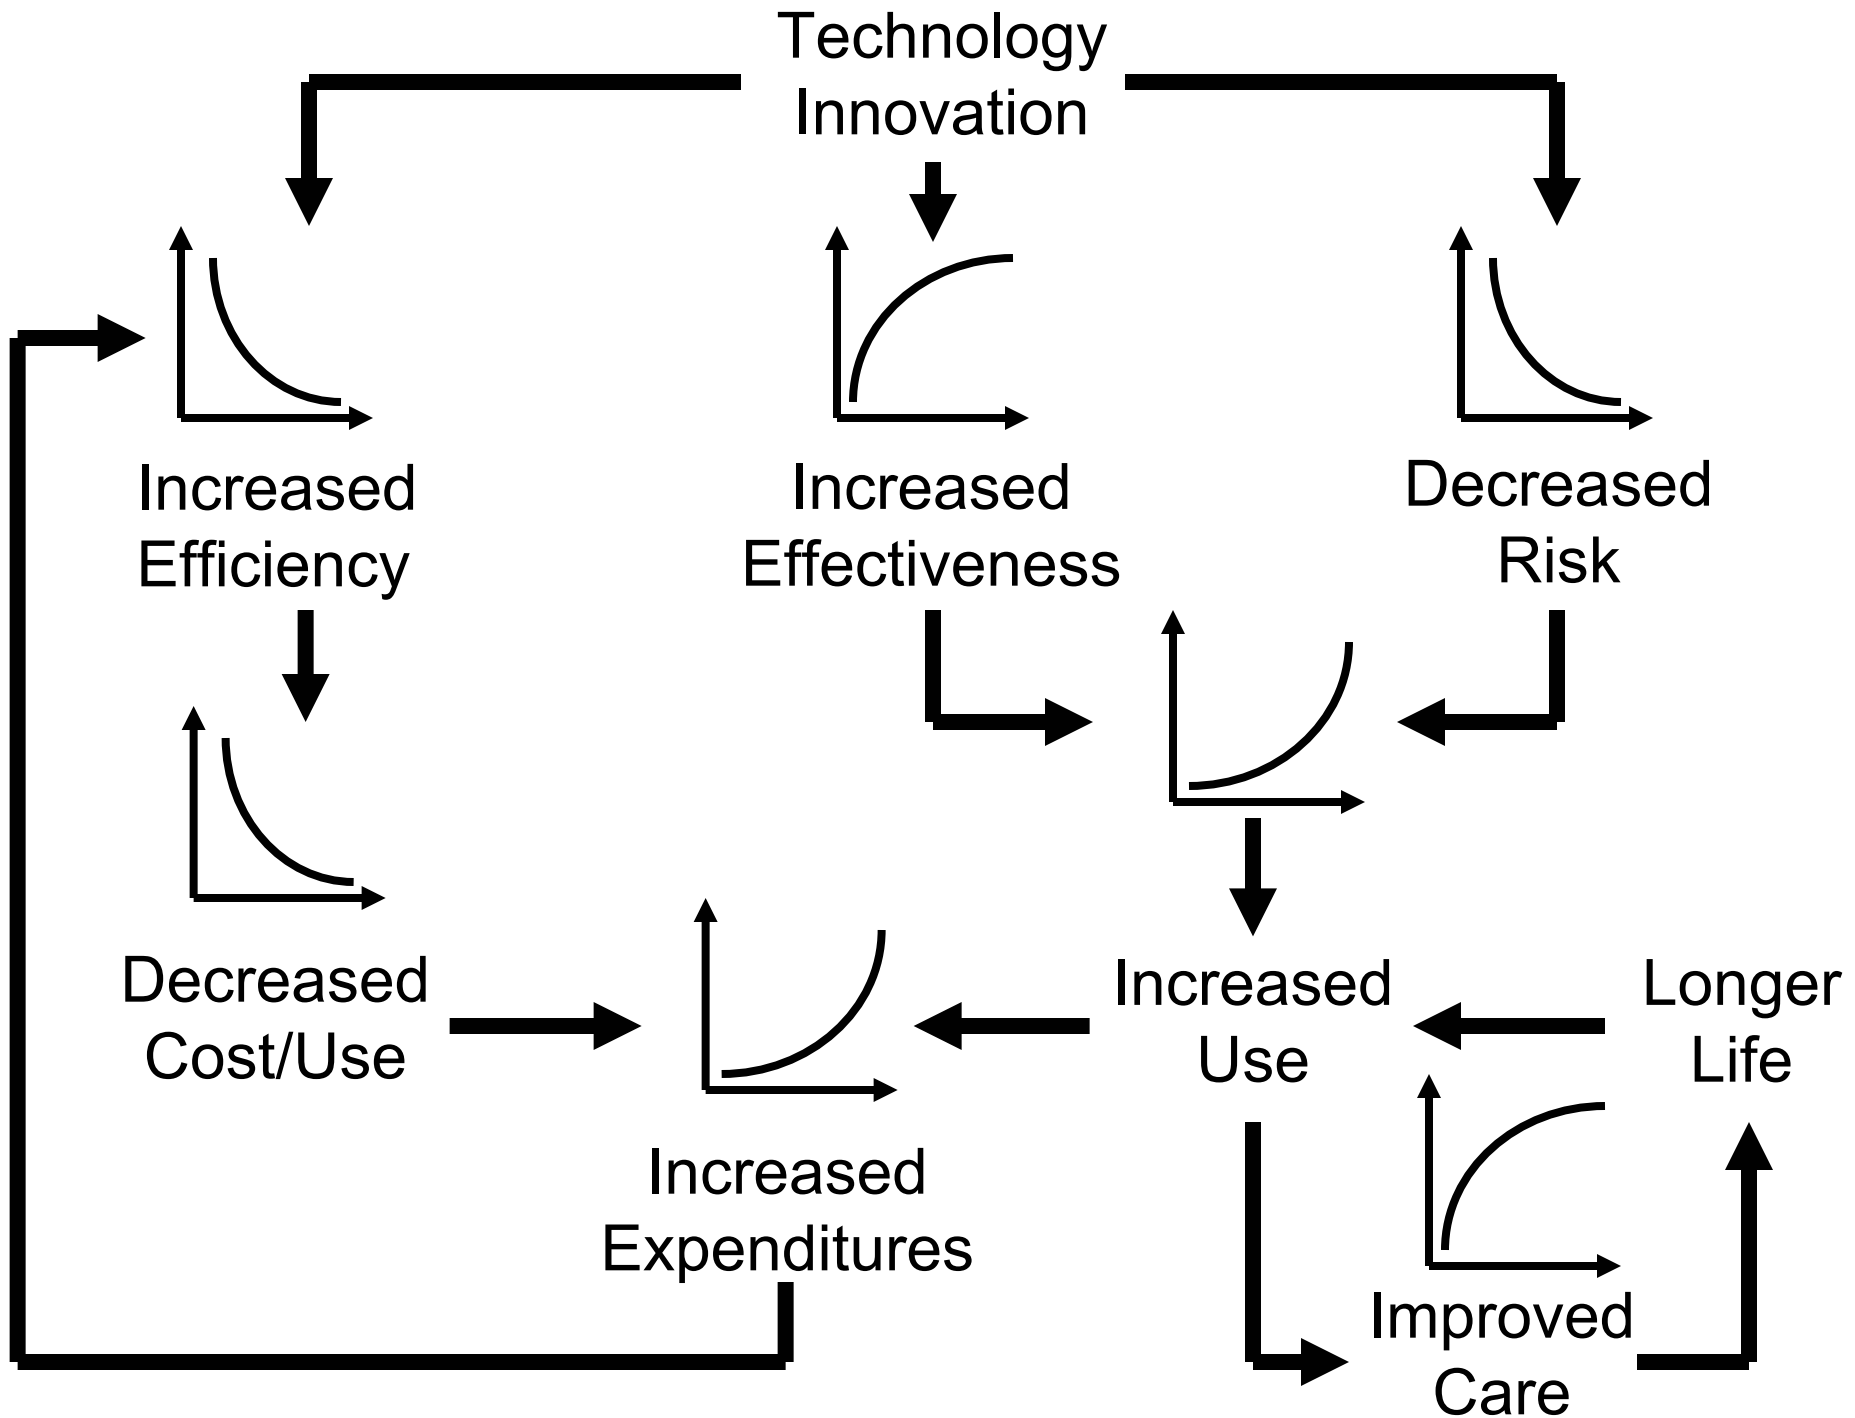 Technology
Innovation
Increased
Efficiency
Increased
Effectiveness
Decreased
Risk
Decreased
Cost/Use
Increased
Use
Longer
Life
Increased
Expenditures
Improved
Care